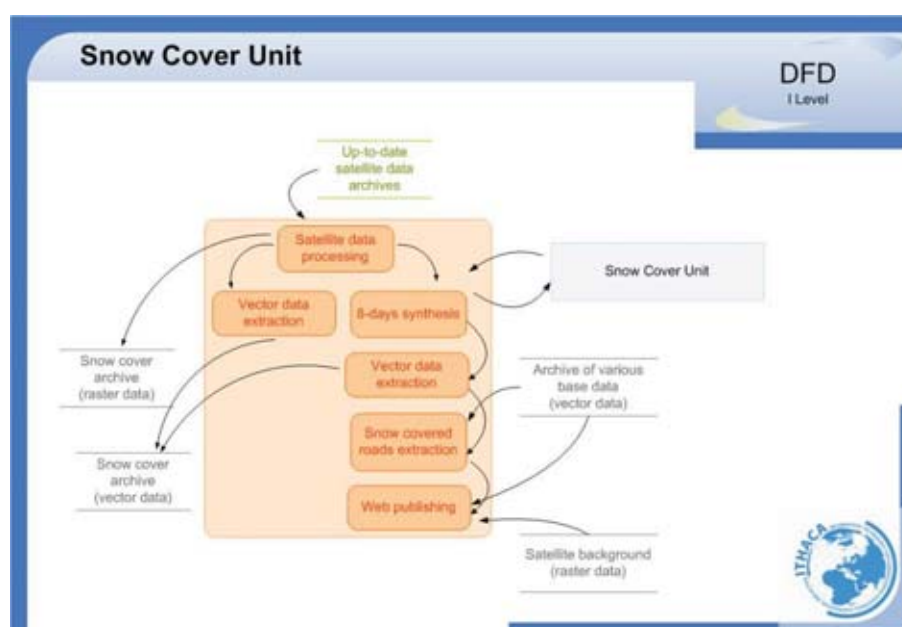 Snow Cover Unit
DFD
I Level
Up-to-date
satellite data
archives
Satellite data
processing
Snow Cover Unit
Vector data
extraction
8-days synthesis
Snow cover
archive
(raster data)
Vector data
extraction
Archive of various
base data
(vector data)
Snow covered
roads extraction
Snow cover
archive
(vector data)
Web publishing
Satellite background
(raster data)
ITHACA